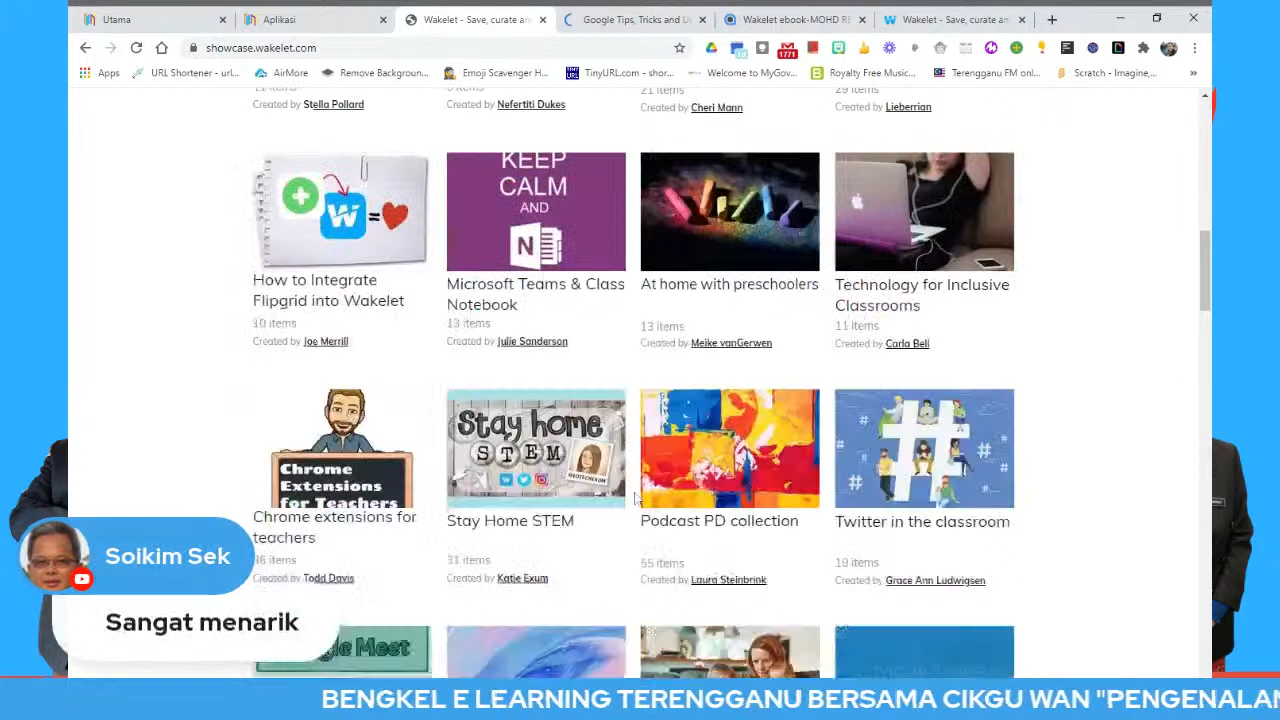 Utama
Aplikasi
Wakelet - Save, curate an
Google Tips, Tricks and U
Wakelet ebook-MOHD R
Wakelet - Save, curate an
showcase.wakelet.com
1771
Apps
URL Shortener - url...
AirMore
Remove Backgroun...
Emoji Scavenger H...
TinyURL.com - shor...
Welcome to MyGov...
Royalty Free Music...
Terengganu FM onl...
Scratch - Imagine,...
Created by Stella Pollard
Created by Nefertiti Dukes
21 items
Created by Cheri Mann
29 items
Created by Lieberrian
W =
KEEP
CALM
AND
N
How to Integrate
Flipgrid into Wakelet
10 items
Created by Joe Merrill
Microsoft Teams & Class
Notebook
13 items
Created by Julie Sanderson
At home with preschoolers
13 items
Created by Meike vanGerwen
Technology for Inclusive
Classrooms
11 items
Created by Carla Bell
Chrome
Extensions
for Teachers
Chrome extensions for
teachers
36 items
Created by Todd Davis
Stay home
STEM
Stay Home STEM
31 items
Created by Katie Exum
Podcast PD collection
55 items
Created by Laura Steinbrink
Twitter in the classroom
19 items
Created by Grace Ann Ludwigsen
Soikim Sek
Sangat menarik
gle Meet
BENGKEL E LEARNING TERENGGANU BERSAMA CIKGU WAN "PENGENALAN